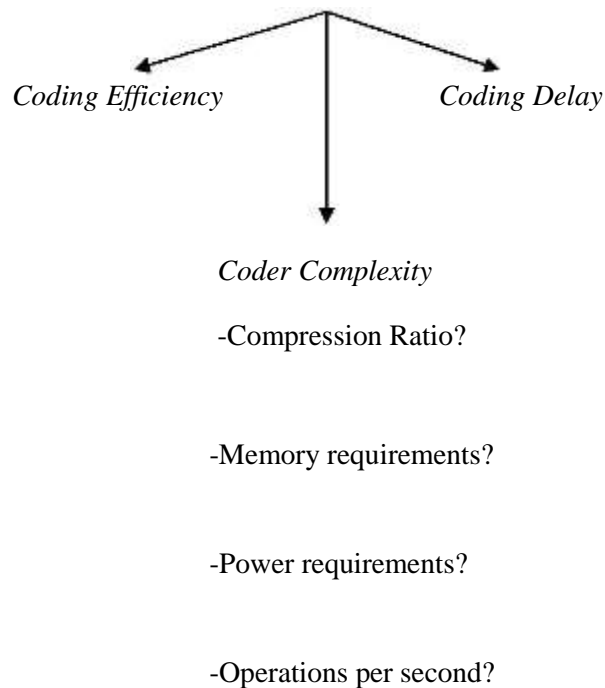 Coding Efficiency
Coding Delay
Coder Complexity
-Compression Ratio?
-Memory requirements?
-Power requirements?
-Operations per second?